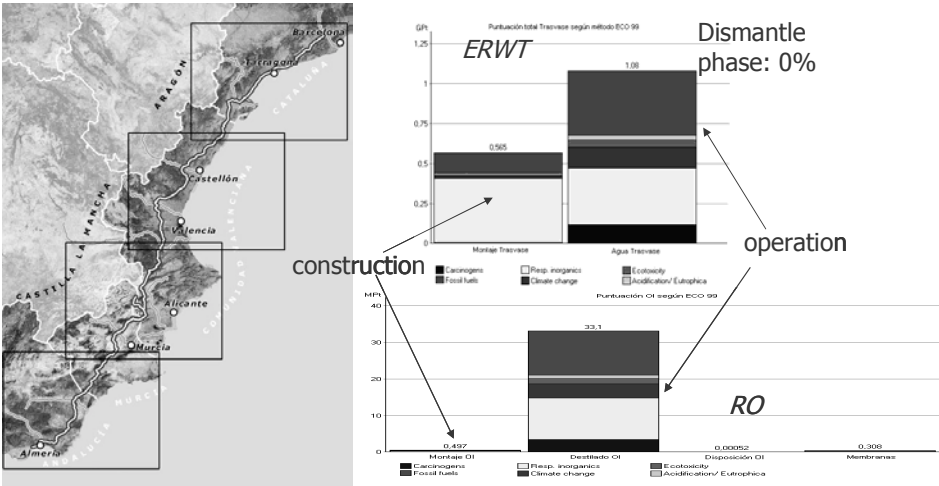 Barcelona
Tarragona
CATALUÑA
ARAGÓN
Castellón
CASTILLA LA MANCHA
Valencia
COMUNIDAD VALENCIANA
Alicante
Murcia
MURCIA
Almería
ANDALUCÍA
GPt
Puntuación total Trasvase según método ECO 99
1,25
ERWT
Dismantle
phase: 0%
1
1,08
0,75
0,565
0,5
0,25
0
Montaje Trasvase
Agua Trasvase
construction
operation
Carcinogens
Resp. inorganics
Ecotoxicity
Fossil fuels
Climate change
Acidification/ Eutrophica
MPt
Puntuación OI según ECO 99
40
33,1
30
20
RO
10
0,497
0,00052
0,308
0
Montaje OI
Destilado OI
Disposición OI
Membranas
Carcinogens
Resp. inorganics
Ecotoxicity
Fossil fuels
Climate change
Acidification/ Eutrophica